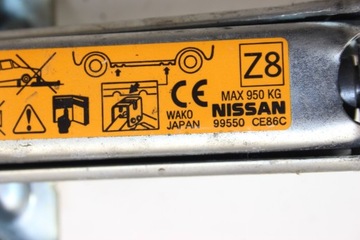 Z8
MAX 950 KG
CE
WAKO
JAPAN
NISSAN
99550 CE86C